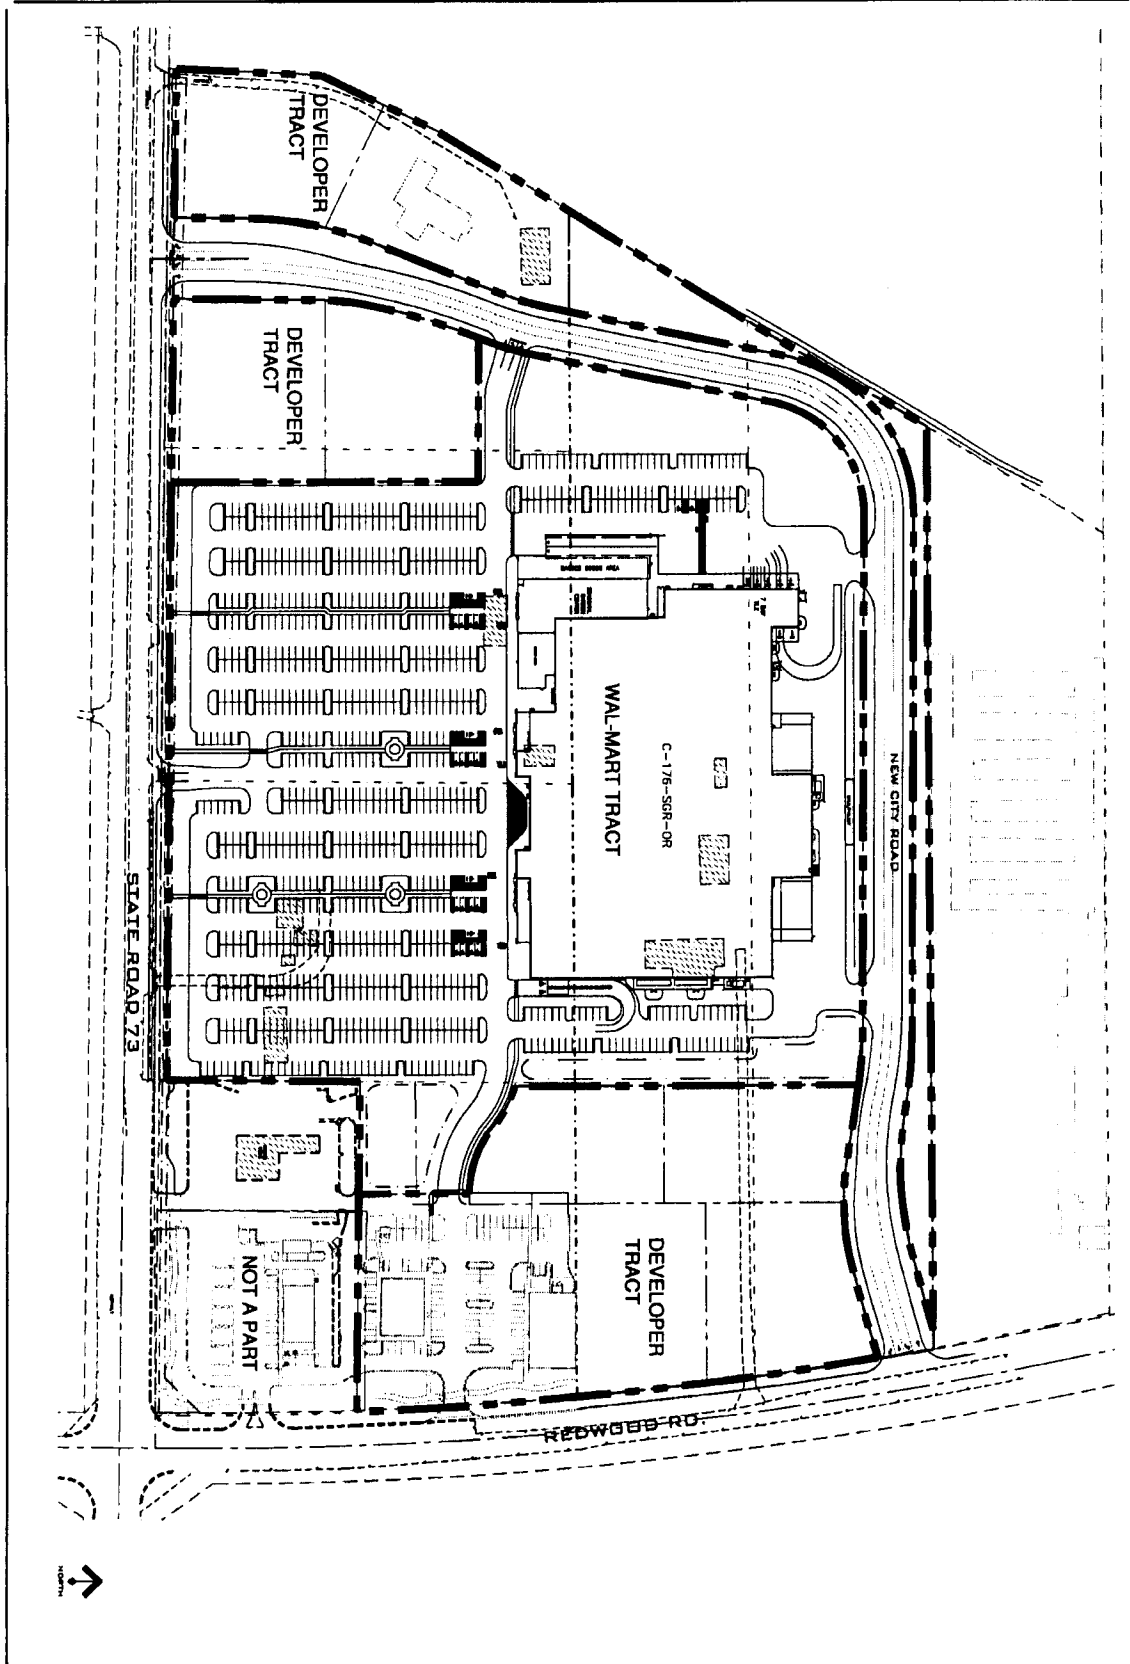 DEVELOPER
TRACT
DEVELOPER
TRACT
WAL-MART TRACT
C-176-SGR-OR
NEW CITY ROAD
STATE ROAD 73
DEVELOPER
TRACT
NOT A PART
REDWOOD RD.
NORTH